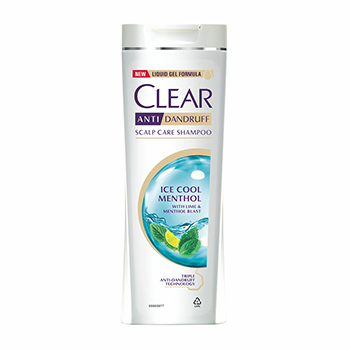 NEW LIQUID GEL FORMULA
CLEAR
ANTI DANDRUFF
SCALP CARE SHAMPOO
ICE COOL
MENTHOL
WITH LIME &
MENTHOL BLAST
TRIPLE
ANTI-DANDRUFF
TECHNOLOGY